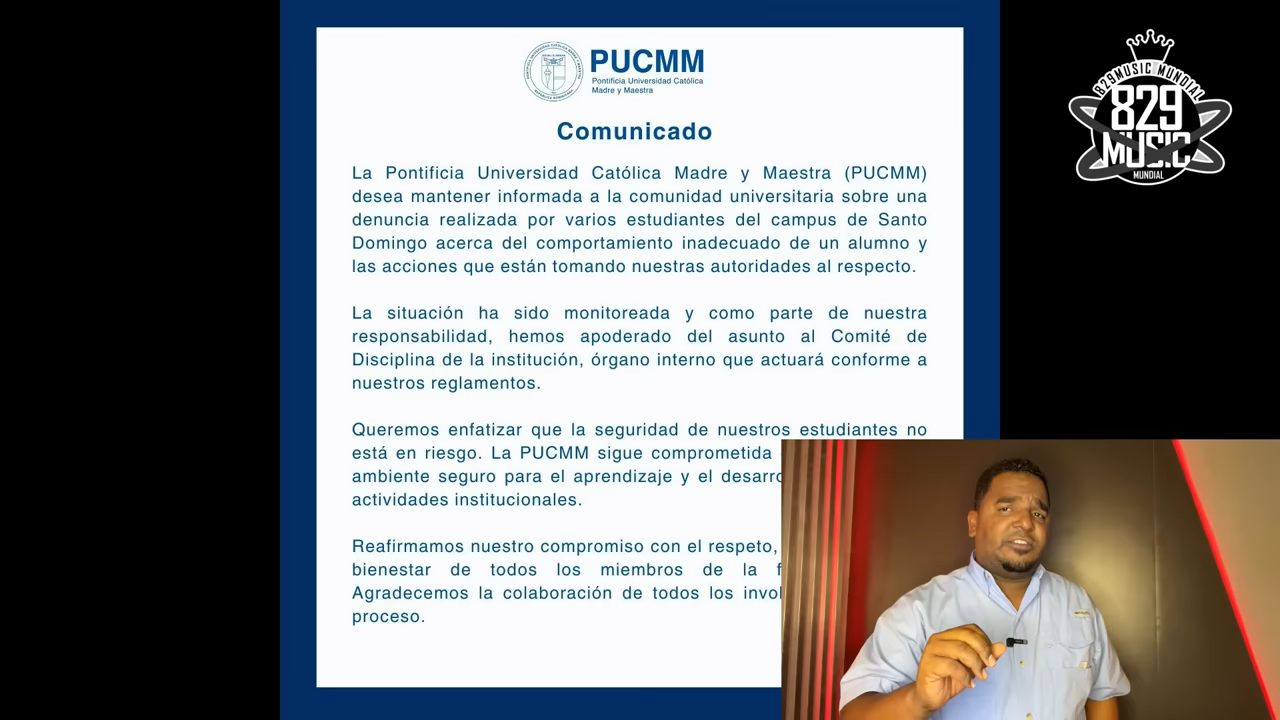 PUCMM
Pontificia Universidad Católica
Madre y Maestra
Comunicado
La Pontificia Universidad Católica Madre y Maestra (PUCMM)
desea mantener informada a la comunidad universitaria sobre una
denuncia realizada por varios estudiantes del campus de Santo
Domingo acerca del comportamiento inadecuado de un alumno y
las acciones que están tomando nuestras autoridades al respecto.
La situación ha sido monitoreada y como parte de nuestra
responsabilidad, hemos apoderado del asunto al Comité de
Disciplina de la institución, órgano interno que actuará conforme a
nuestros reglamentos.
Queremos enfatizar que la seguridad de nuestros estudiantes no
está en riesgo. La PUCMM sigue comprometida
ambiente seguro para el aprendizaje y el
actividades institucionales.
Reafirmamos nuestro compromiso con el respeto,
bienestar de todos los miembros de la
Agradecemos la colaboración de todos los
proceso.
829MUSIC MUNDIAL
829
MUSIC
MUNDIAL